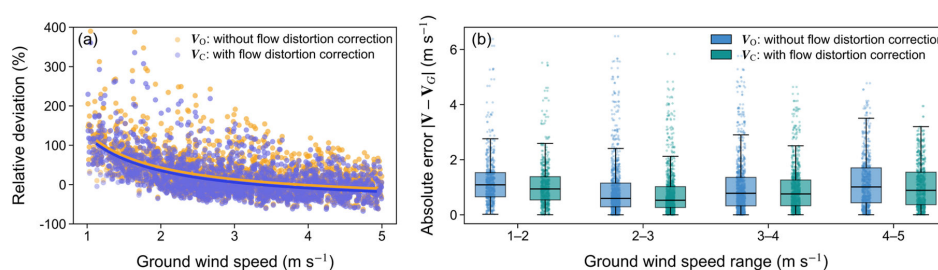 (a)
V_O: without flow distortion correction
V_C: with flow distortion correction
Relative deviation (%)
400
300
200
100
0
-100
1
2
3
4
5
Ground wind speed (m s⁻¹)
(b)
V_O: without flow distortion correction
V_C: with flow distortion correction
Absolute error |V − V_G| (m s⁻¹)
6
4
2
0
1–2
2–3
3–4
4–5
Ground wind speed range (m s⁻¹)